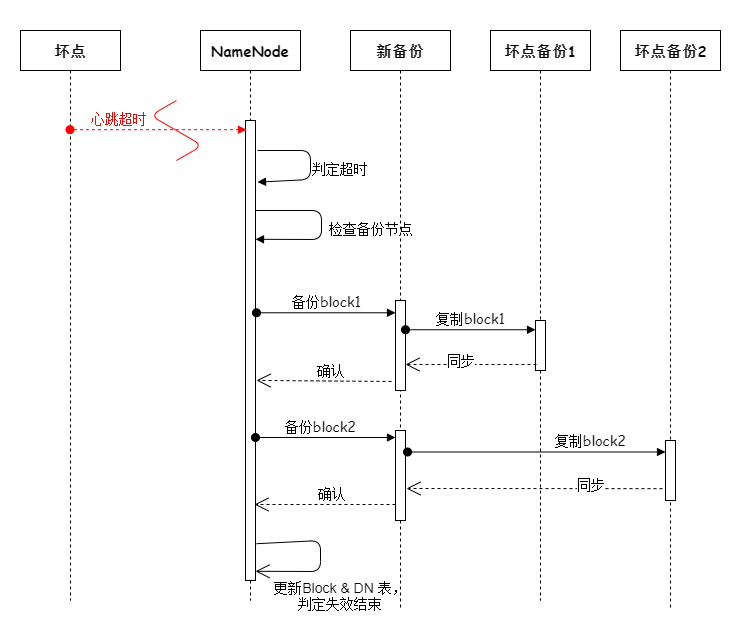 坏点
NameNode
新备份
坏点备份1
坏点备份2
心跳超时
判定超时
检查备份节点
备份block1
复制block1
同步
确认
备份block2
复制block2
同步
确认
更新Block & DN 表，
判定失效结束